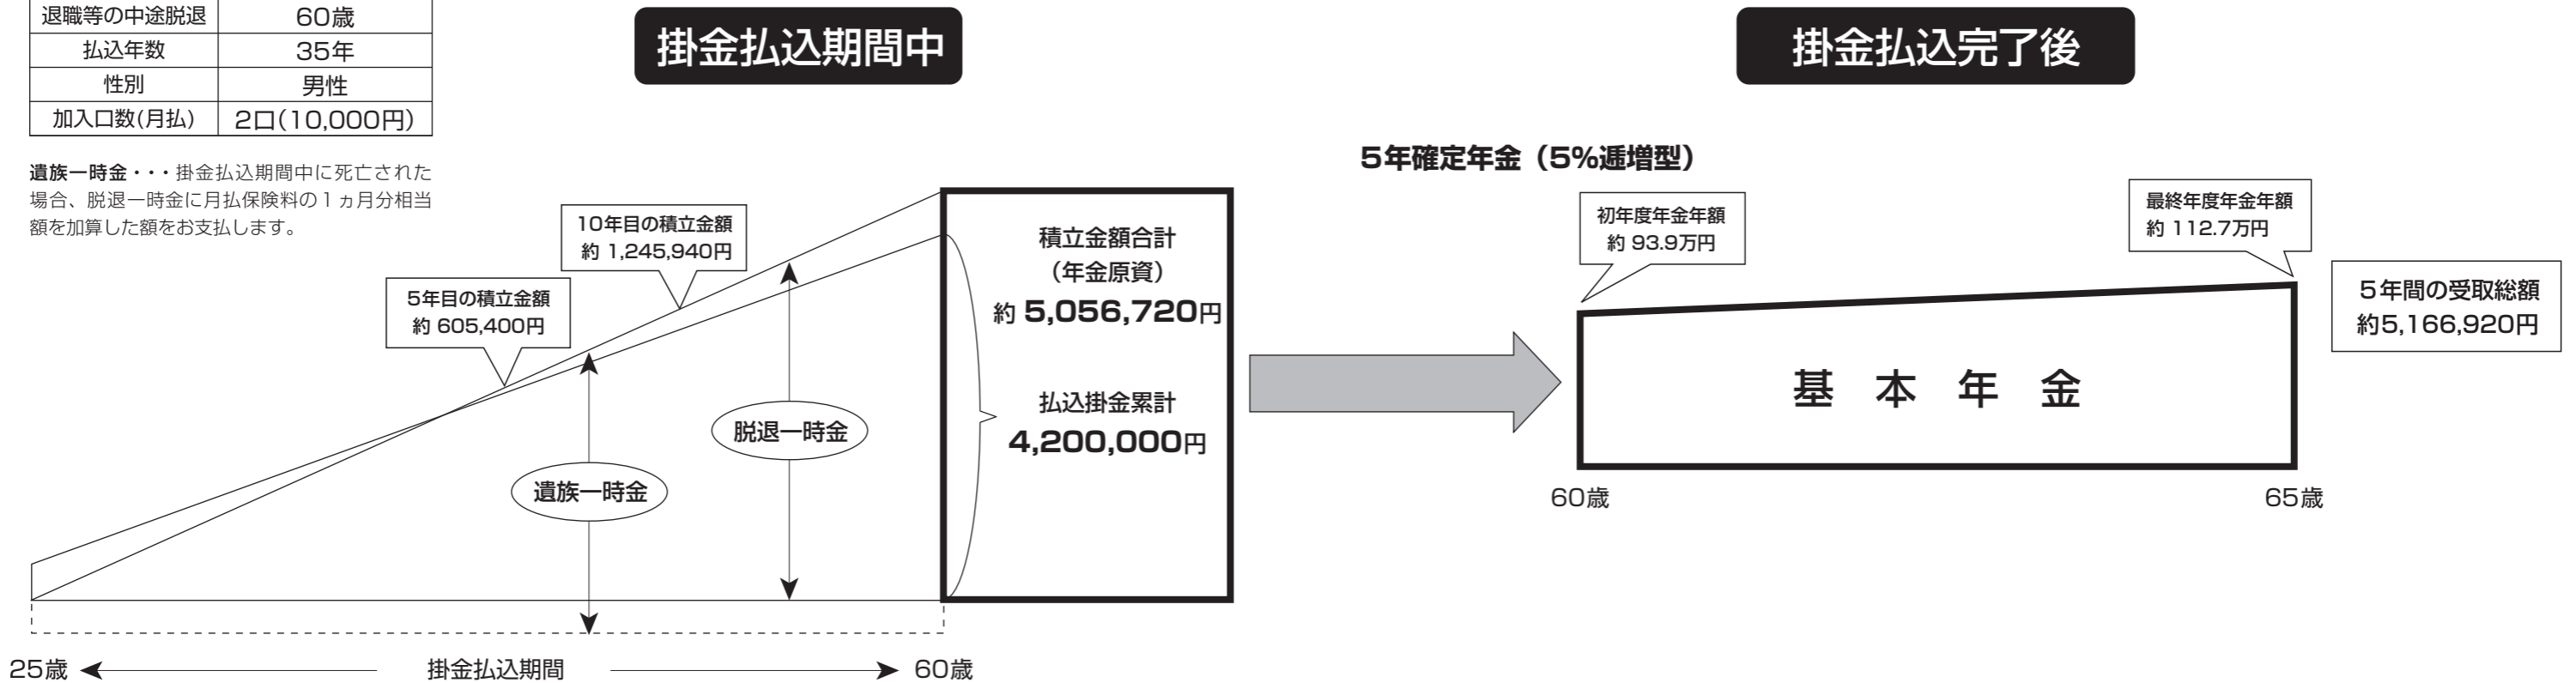 退職等の中途脱退 60歳
払込年数 35年
性別 男性
加入口数(月払) 2口(10,000円)
遺族一時金・・・掛金払込期間中に死亡された
場合、脱退一時金に月払保険料の1ヵ月分相当
額を加算した額をお支払します。
掛金払込期間中
10年目の積立金額
約 1,245,940円
5年目の積立金額
約 605,400円
脱退一時金
遺族一時金
積立金額合計
（年金原資）
約 5,056,720円
払込掛金累計
4,200,000円
25歳 掛金払込期間 60歳
掛金払込完了後
5年確定年金（5%逓増型）
初年度年金年額
約 93.9万円
最終年度年金年額
約 112.7万円
5年間の受取総額
約5,166,920円
基本年金
60歳 65歳